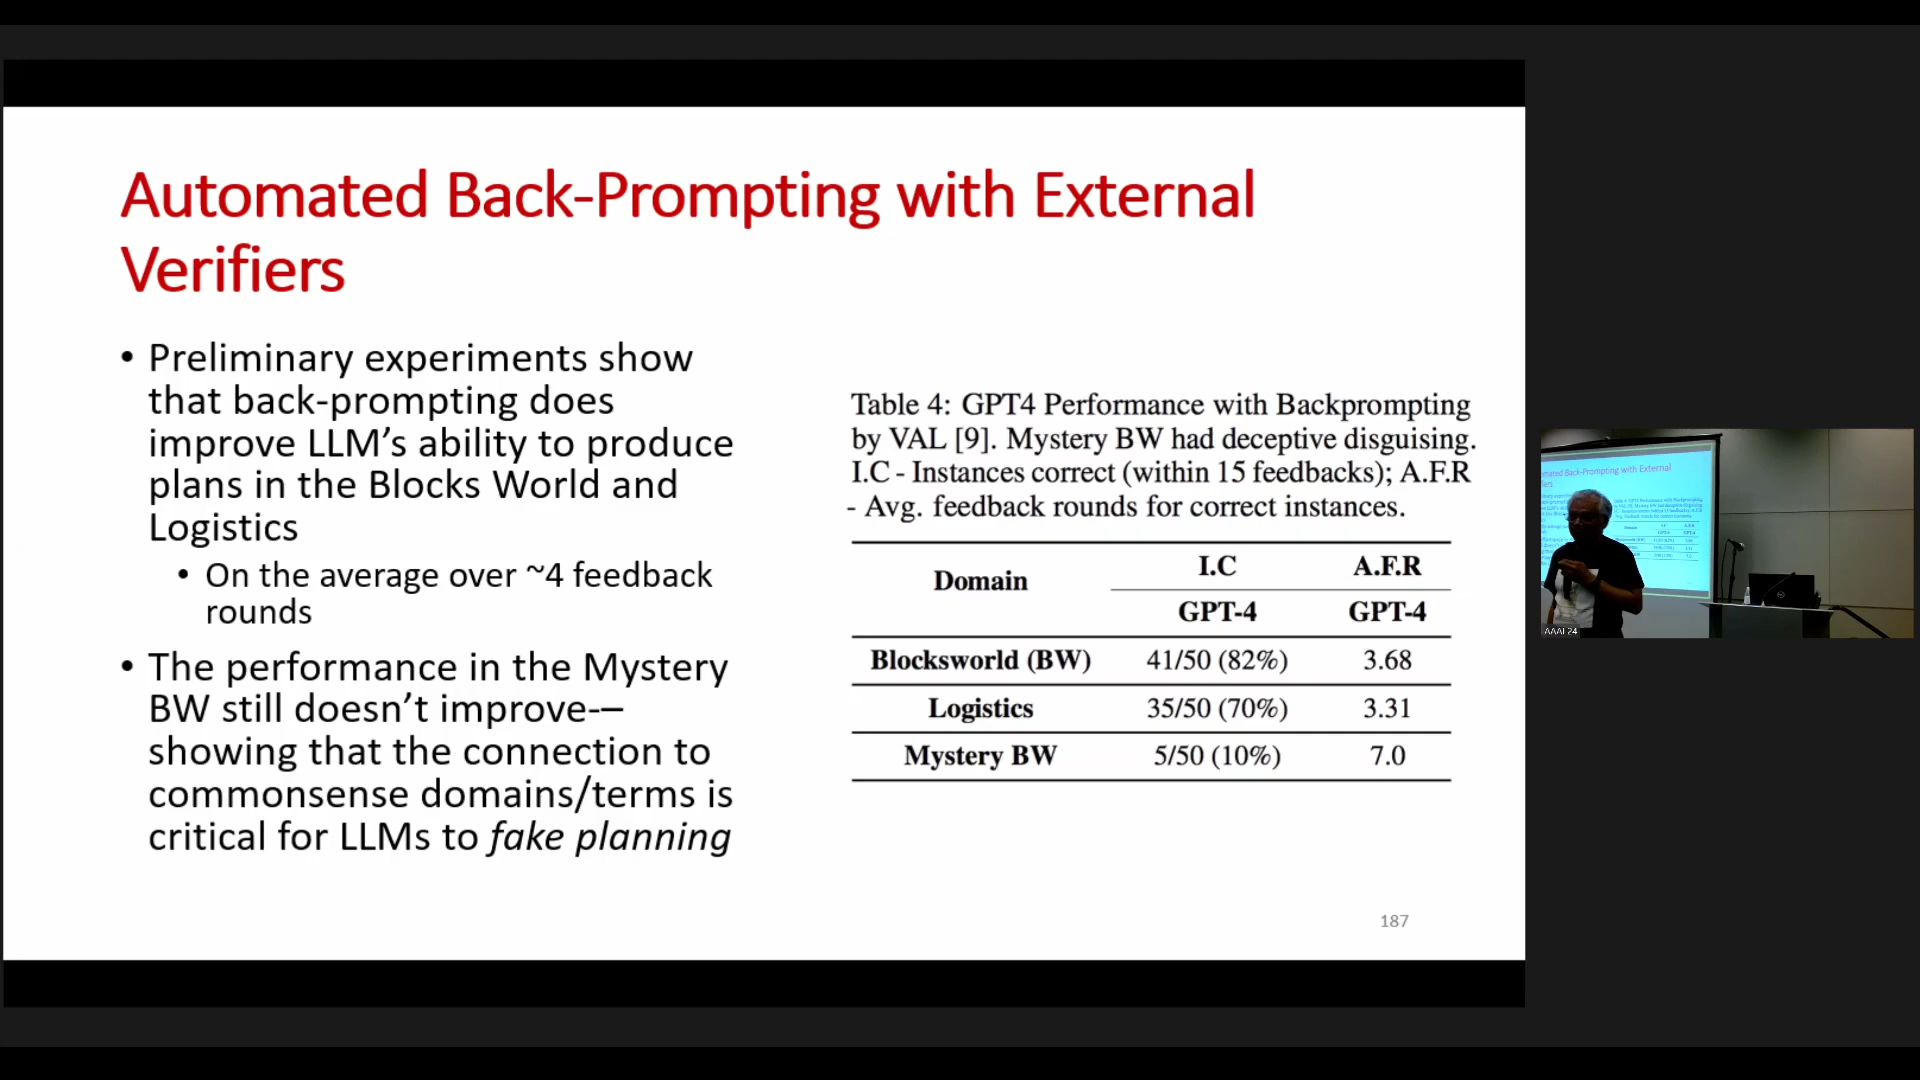 Automated Back-Prompting with External
Verifiers
• Preliminary experiments show
that back-prompting does
improve LLM’s ability to produce
plans in the Blocks World and
Logistics
• On the average over ~4 feedback
rounds
• The performance in the Mystery
BW still doesn’t improve-–
showing that the connection to
commonsense domains/terms is
critical for LLMs to fake planning
Table 4: GPT4 Performance with Backprompting
by VAL [9]. Mystery BW had deceptive disguising.
I.C - Instances correct (within 15 feedbacks); A.F.R
- Avg. feedback rounds for correct instances.
Domain I.C A.F.R
GPT-4 GPT-4
Blocksworld (BW) 41/50 (82%) 3.68
Logistics 35/50 (70%) 3.31
Mystery BW 5/50 (10%) 7.0
187
AAAI 24